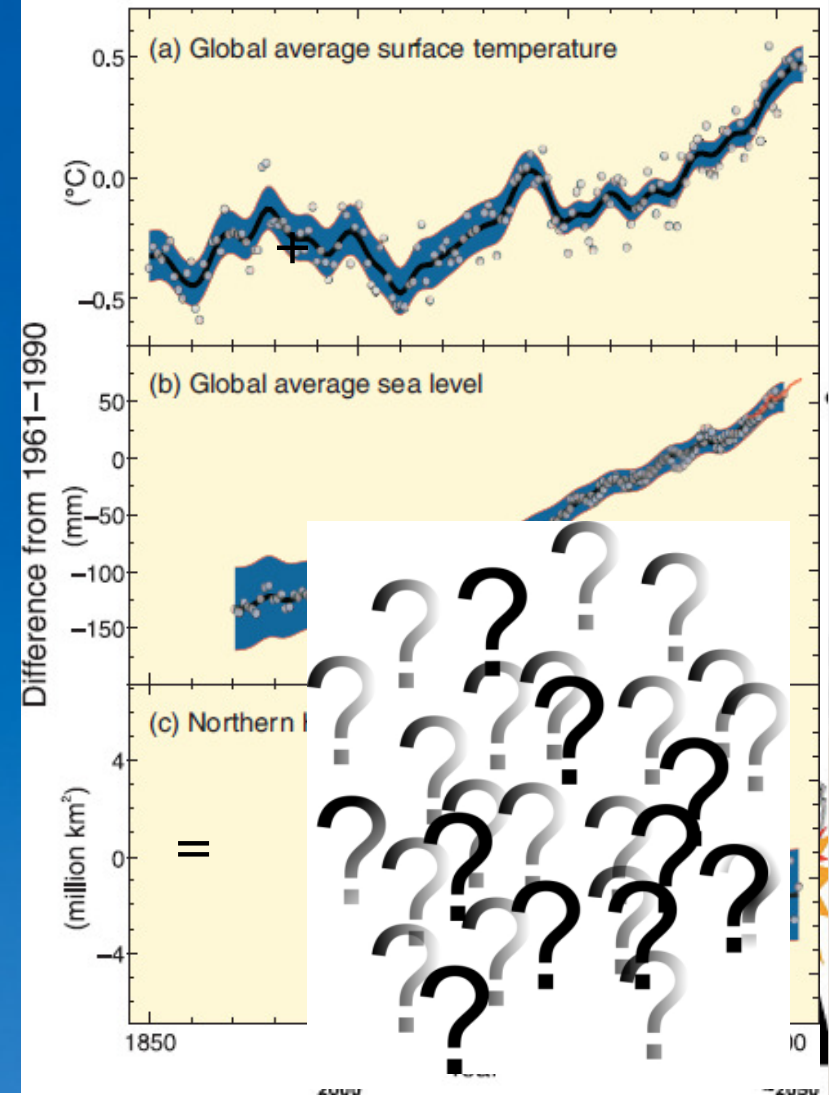 (a) Global average surface temperature
0.5
0.0
–0.5
(°C)
+
(b) Global average sea level
50
0
–50
–100
–150
(mm)
Difference from 1961–1990
(c) Northern
4
0
–4
(million km²)
=
? ? ? ? ? ? ? ? ? ? ? ? ? ? ? ? ? ? ? ? ? ? ? ? ? ? ? ?
1850